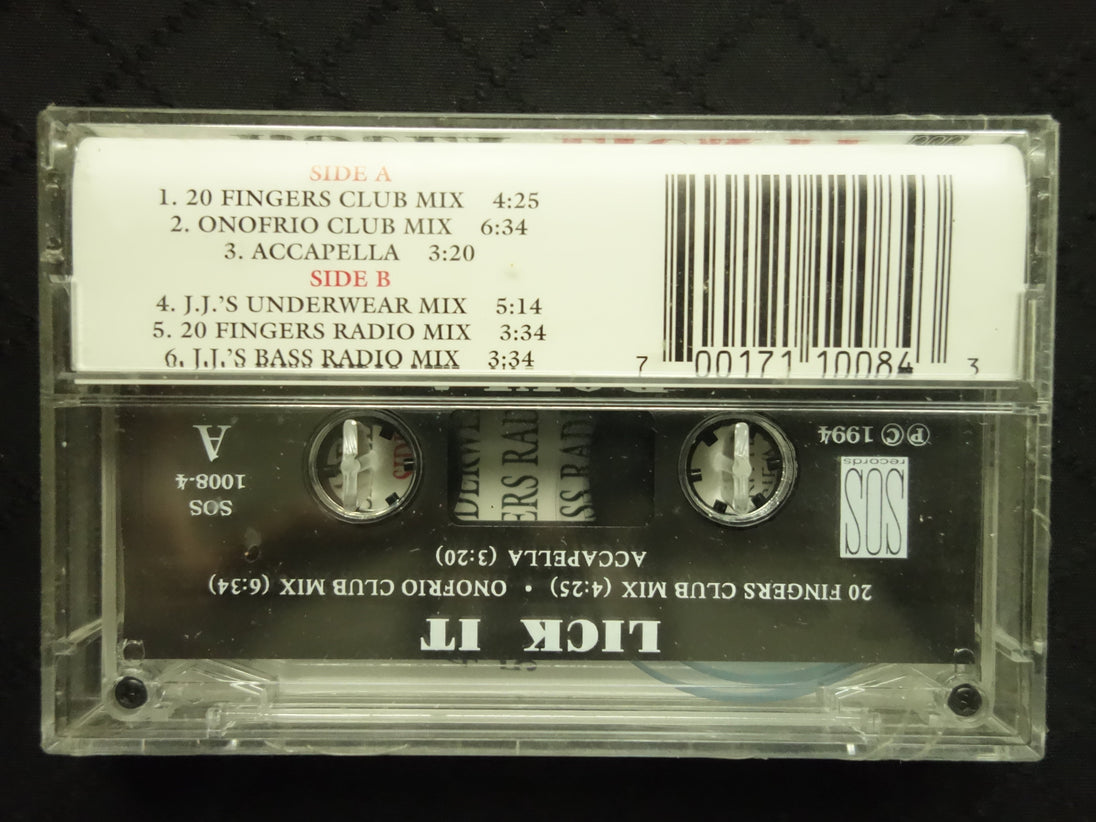 SIDE A
1. 20 FINGERS CLUB MIX 4:25
2. ONOFRIO CLUB MIX 6:34
3. ACCAPELLA 3:20
SIDE B
4. J.J.'S UNDERWEAR MIX 5:14
5. 20 FINGERS RADIO MIX 3:34
6. J.J.'S BASS RADIO MIX 3:34
7 00171 10084 3
LICK IT
20 FINGERS CLUB MIX (4:25) • ONOFRIO CLUB MIX (6:34)
ACCAPELLA (3:20)
SOS
records
℗ © 1994
SOS
1008-4
A